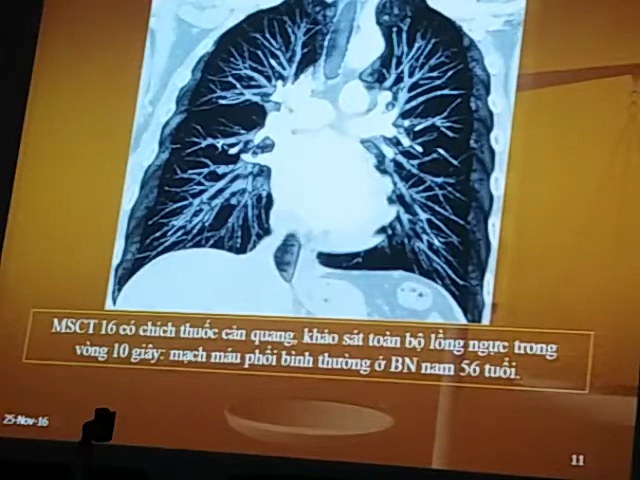 MSCT 16 có chích thuốc cản quang, khảo sát toàn bộ lồng ngực trong
vòng 10 giây: mạch máu phổi bình thường ở BN nam 56 tuổi.
25-Nov-16
11